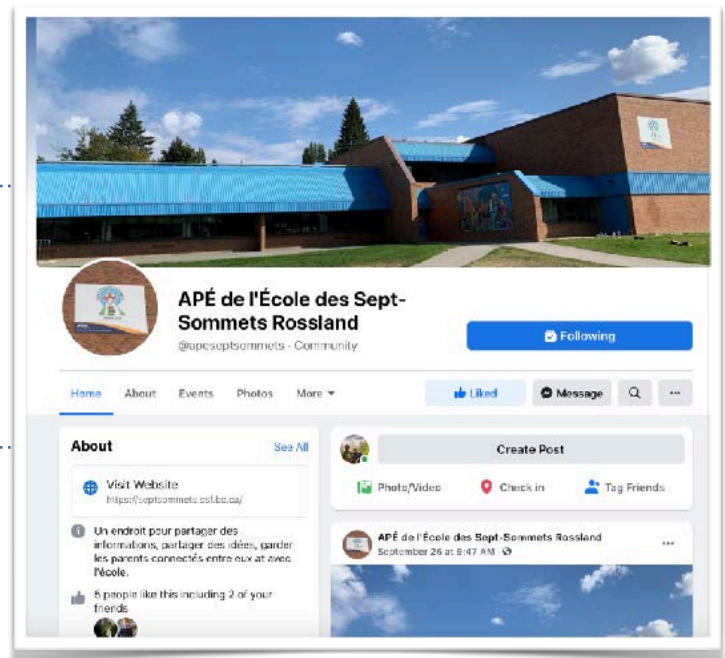 APÉ de l'École des Sept-
Sommets Rossland
@apeseptsommets · Community
Following
Home About Events Photos More
Liked Message
About See All
Visit Website
https://septsommets.csf.bc.ca/
Un endroit pour partager des
informations, partager des idées, garder
les parents connectés entre eux at avec
l'école.
5 people like this including 2 of your
friends
Create Post
Photo/Video Check in Tag Friends
APÉ de l'École des Sept-Sommets Rossland
September 26 at 9:47 AM ·